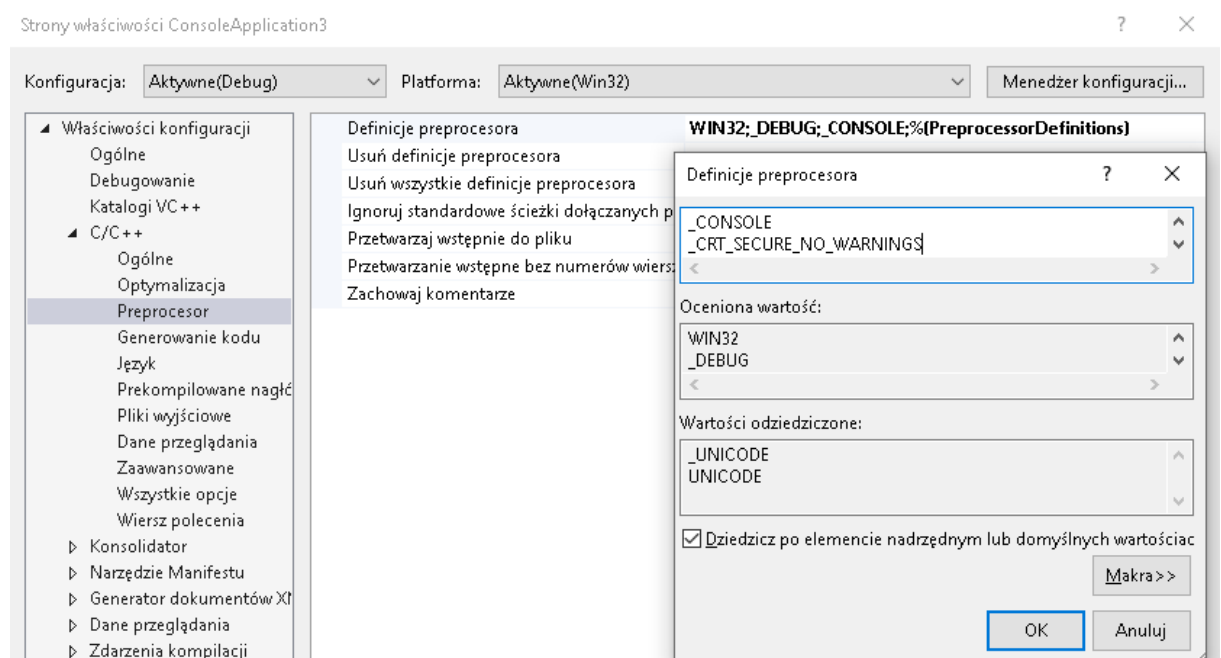 Strony właściwości ConsoleApplication3
Konfiguracja: Aktywne(Debug) Platforma: Aktywne(Win32) Menedżer konfiguracji...
Właściwości konfiguracji
Ogólne
Debugowanie
Katalogi VC++
C/C++
Ogólne
Optymalizacja
Preprocesor
Generowanie kodu
Język
Prekompilowane nagłó
Pliki wyjściowe
Dane przeglądania
Zaawansowane
Wszystkie opcje
Wiersz polecenia
Konsolidator
Narzędzie Manifestu
Generator dokumentów XM
Dane przeglądania
Zdarzenia kompilacji
Definicje preprocesora WIN32;_DEBUG;_CONSOLE;%(PreprocessorDefinitions)
Usuń definicje preprocesora
Usuń wszystkie definicje preprocesora
Ignoruj standardowe ścieżki dołączanych p
Przetwarzaj wstępnie do pliku
Przetwarzanie wstępne bez numerów wiersz
Zachowaj komentarze
Definicje preprocesora
_CONSOLE
_CRT_SECURE_NO_WARNINGS
Oceniona wartość:
WIN32
_DEBUG
Wartości odziedziczone:
_UNICODE
UNICODE
Dziedzicz po elemencie nadrzędnym lub domyślnych wartościac
Makra>>
OK Anuluj